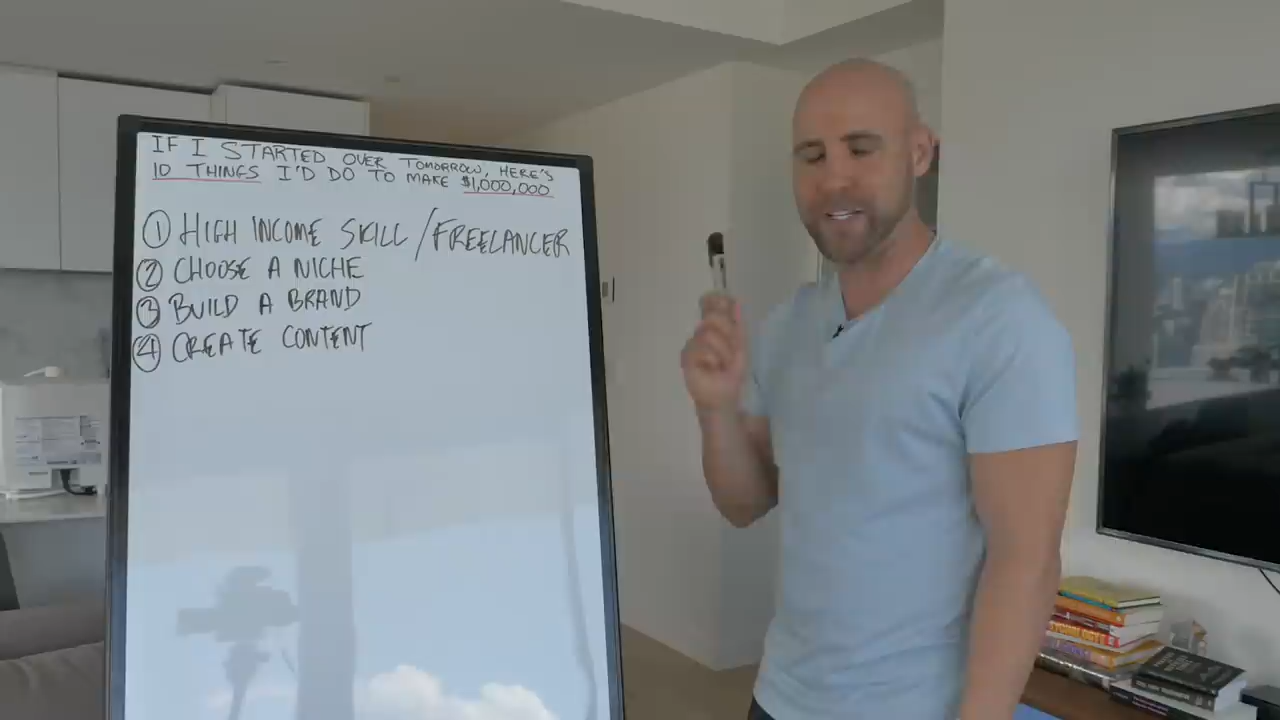 IF I STARTED OVER TOMORROW, HERE'S
10 THINGS I'D DO TO MAKE $1,000,000
① HIGH INCOME SKILL/FREELANCER
② CHOOSE A NICHE
③ BUILD A BRAND
④ CREATE CONTENT